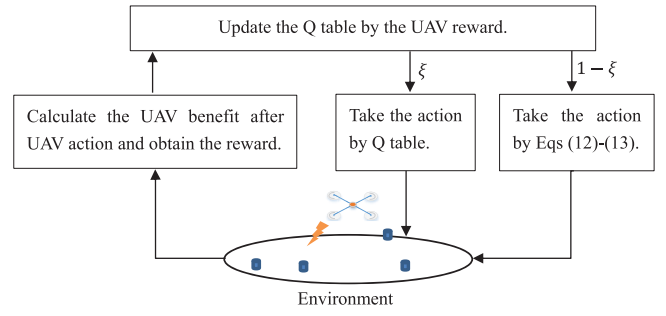 Update the Q table by the UAV reward.
ξ
1 − ξ
Calculate the UAV benefit after
UAV action and obtain the reward.
Take the action
by Q table.
Take the action
by Eqs (12)-(13).
Environment